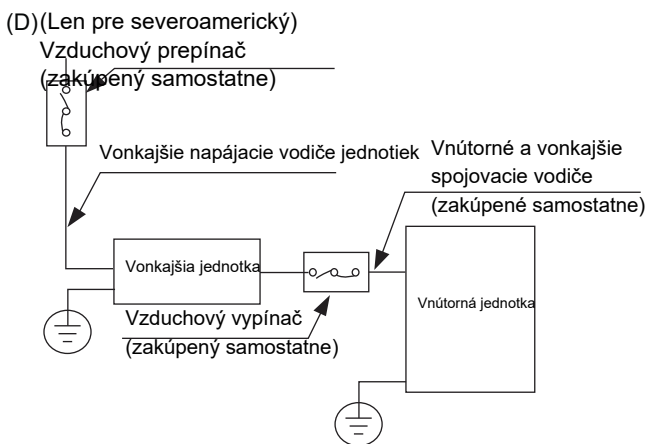 (D)(Len pre severoamerický)
Vzduchový prepínač
(zakúpený samostatne)
Vonkajšie napájacie vodiče jednotiek
Vnútorné a vonkajšie
spojovacie vodiče
(zakúpené samostatne)
Vonkajšia jednotka
Vnútorná jednotka
Vzduchový vypínač
(zakúpený samostatne)